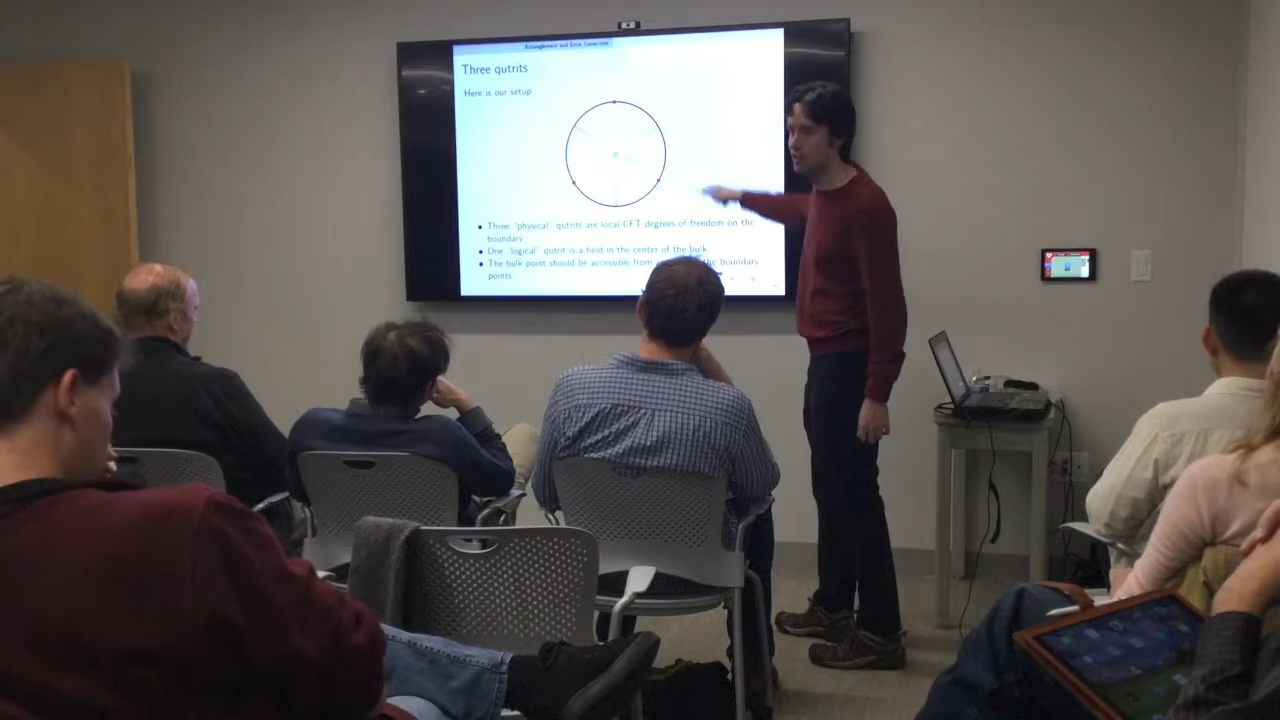 Entanglement and Error Correction
Three qutrits
Here is our setup
• Three "physical" qutrits are local CFT degrees of freedom on the
boundary
• One "logical" qutrit is a field in the center of the bulk
• The bulk point should be accessible from the boundary
points